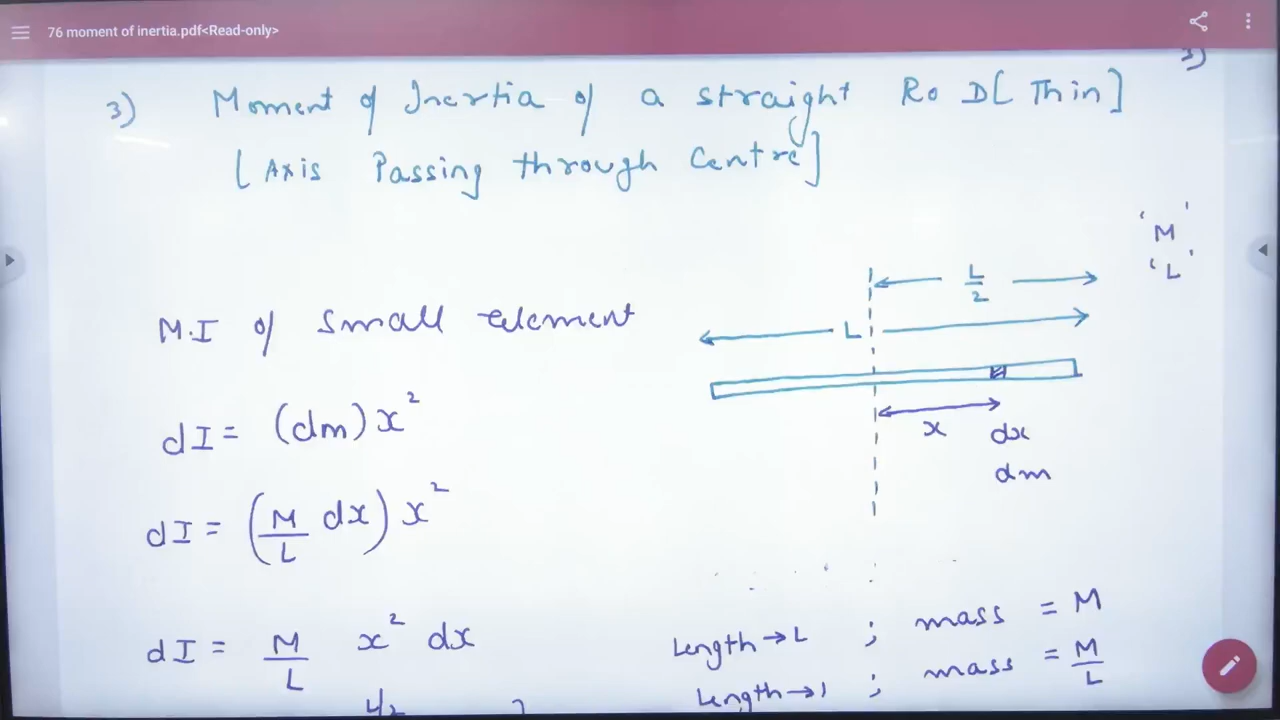 76 moment of inertia.pdf<Read-only>
3)
3) Moment of Inertia of a straight RoD[Thin]
[Axis Passing through Centre]
'M'
'L'
L/2
L
M.I of small element
x dx
dm
dI = (dm)x²
dI = (M/L dx) x²
dI = M/L x² dx
Length → L ; mass = M
Length → 1 ; mass = M/L
L/2